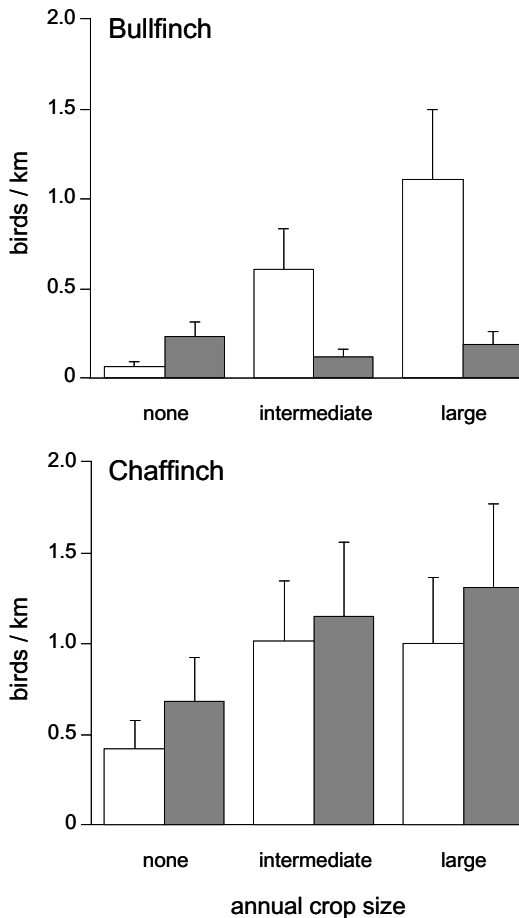 2.0
Bullfinch
1.5
1.0
0.5
0
birds / km
none intermediate large
2.0
Chaffinch
1.5
1.0
0.5
0
birds / km
none intermediate large
annual crop size